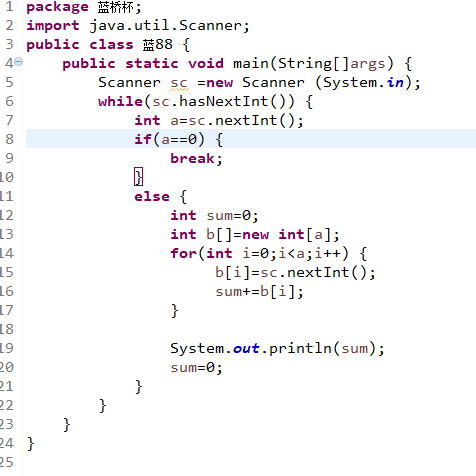 1 package 蓝桥杯;
2 import java.util.Scanner;
3 public class 蓝88 {
4 public static void main(String[]args) {
5 Scanner sc =new Scanner (System.in);
6 while(sc.hasNextInt()) {
7 int a=sc.nextInt();
8 if(a==0) {
9 break;
10 }
11 else {
12 int sum=0;
13 int b[]=new int[a];
14 for(int i=0;i<a;i++) {
15 b[i]=sc.nextInt();
16 sum+=b[i];
17 }
18
19 System.out.println(sum);
20 sum=0;
21 }
22 }
23 }
24 }
25